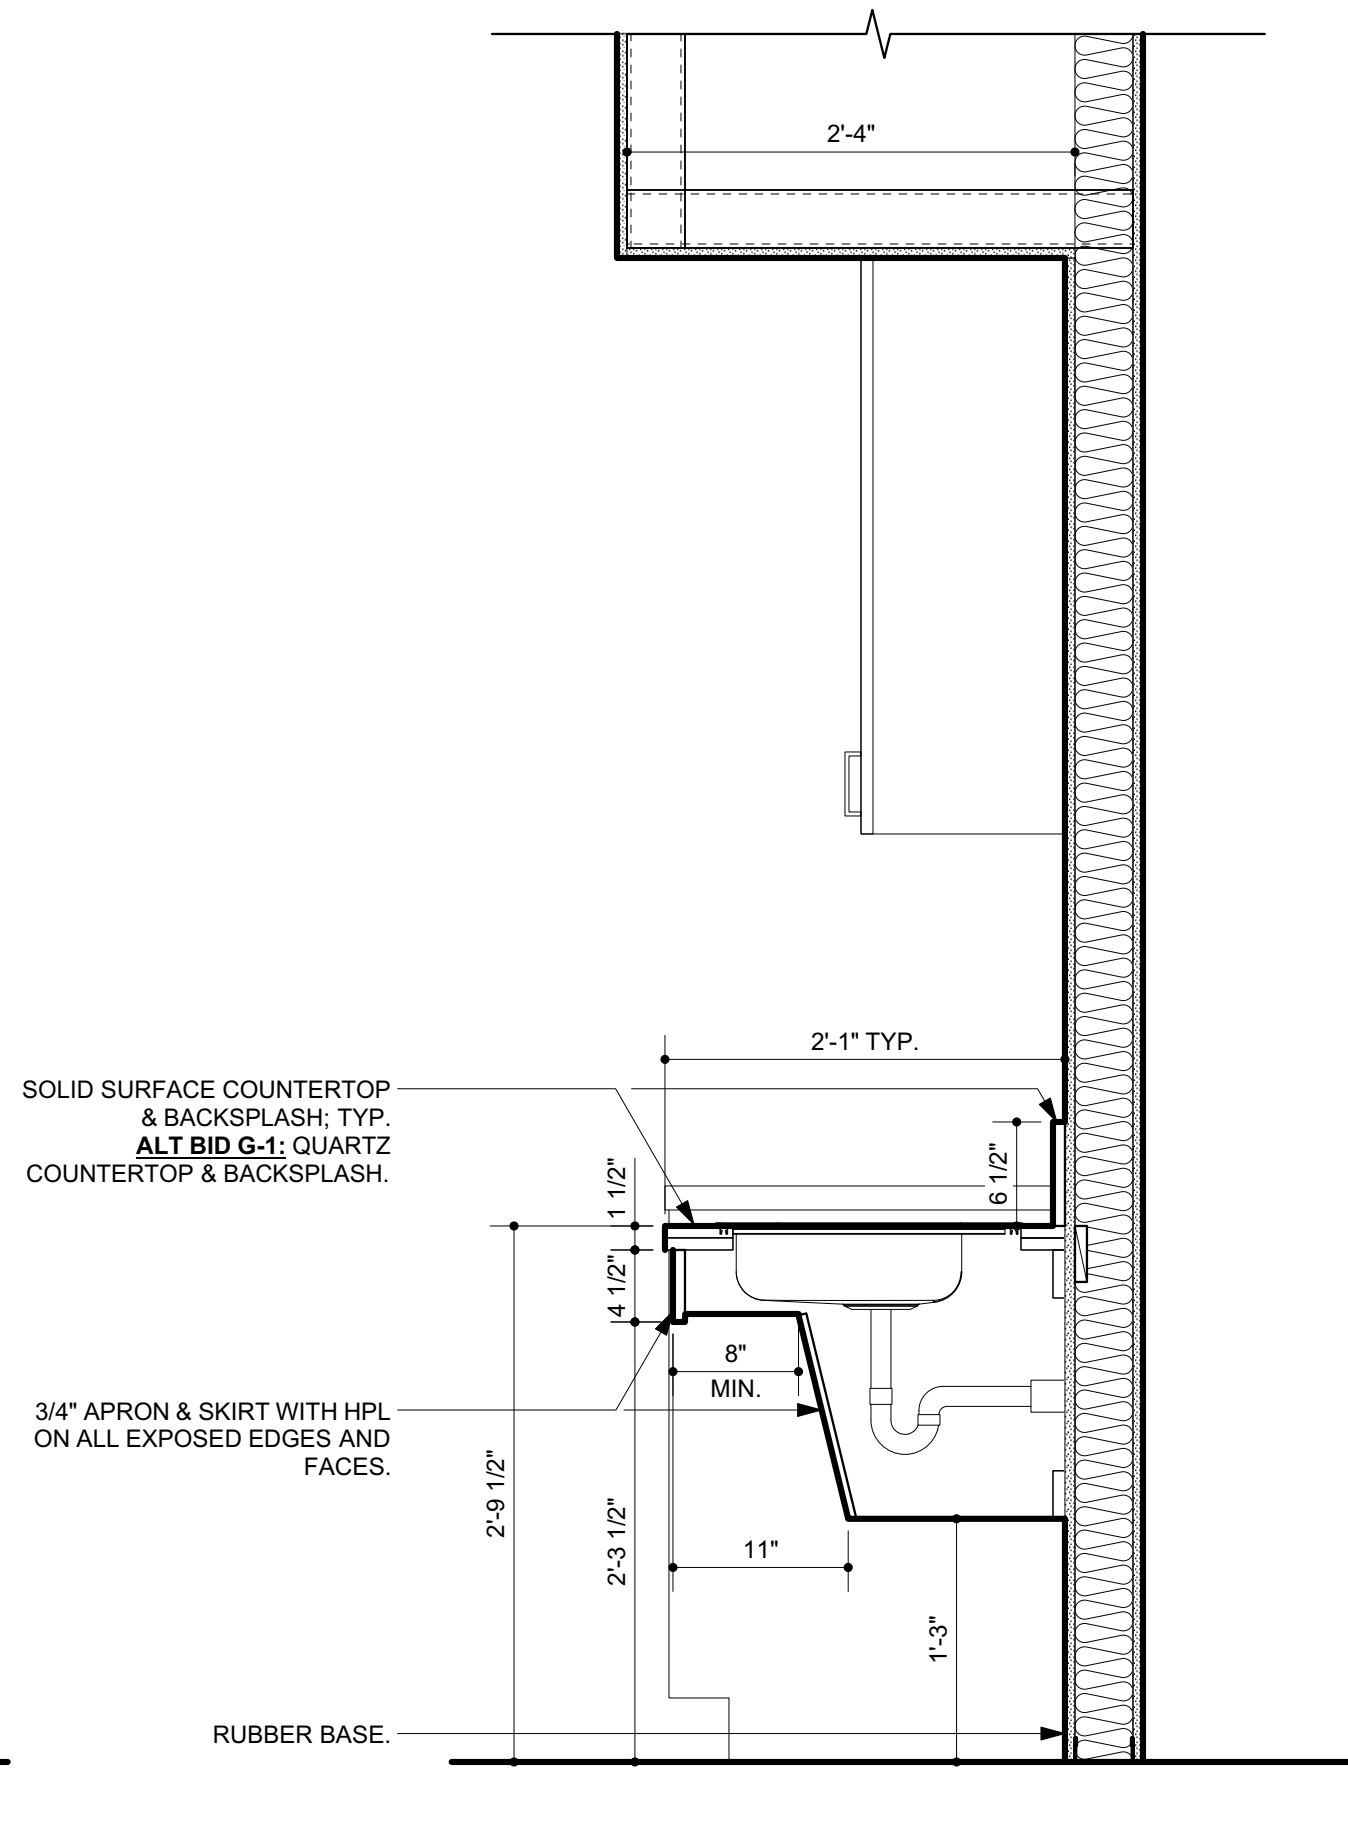 2'-4"
2'-1" TYP.
SOLID SURFACE COUNTERTOP
& BACKSPLASH; TYP.
ALT BID G-1: QUARTZ
COUNTERTOP & BACKSPLASH.
1 1/2"
6 1/2"
4 1/2"
8"
MIN.
3/4" APRON & SKIRT WITH HPL
ON ALL EXPOSED EDGES AND
FACES.
2'-9 1/2"
2'-3 1/2"
11"
1'-3"
RUBBER BASE.